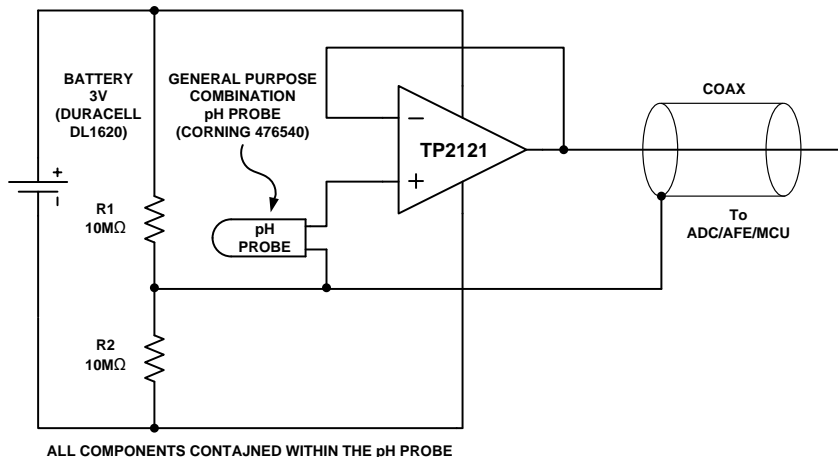 BATTERY
3V
(DURACELL
DL1620)
GENERAL PURPOSE
COMBINATION
pH PROBE
(CORNING 476540)
COAX
−
TP2121
+
+
-
R1
10MΩ
pH
PROBE
To
ADC/AFE/MCU
R2
10MΩ
ALL COMPONENTS CONTAJNED WITHIN THE pH PROBE